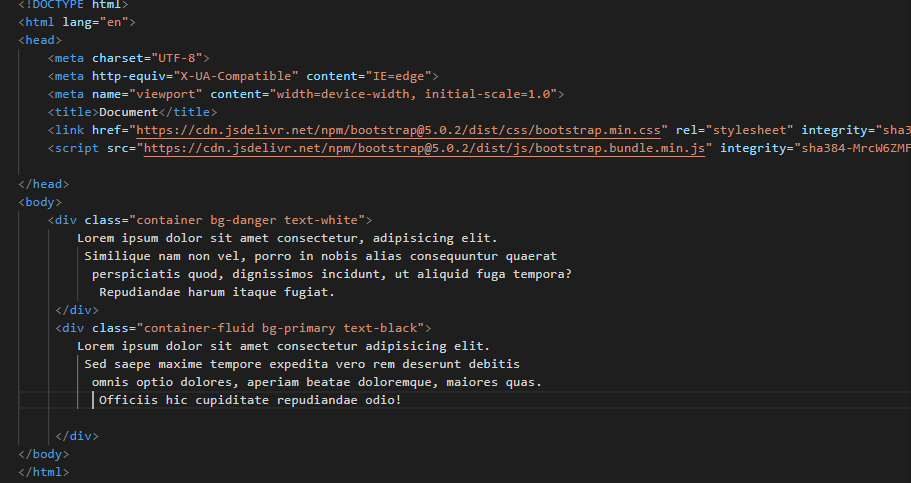 <!DOCTYPE html>
<html lang="en">
<head>
<meta charset="UTF-8">
<meta http-equiv="X-UA-Compatible" content="IE=edge">
<meta name="viewport" content="width=device-width, initial-scale=1.0">
<title>Document</title>
<link href="https://cdn.jsdelivr.net/npm/bootstrap@5.0.2/dist/css/bootstrap.min.css" rel="stylesheet" integrity="sha3
<script src="https://cdn.jsdelivr.net/npm/bootstrap@5.0.2/dist/js/bootstrap.bundle.min.js" integrity="sha384-MrcW6ZMF
</head>
<body>
<div class="container bg-danger text-white">
Lorem ipsum dolor sit amet consectetur, adipisicing elit.
Similique nam non vel, porro in nobis alias consequuntur quaerat
perspiciatis quod, dignissimos incidunt, ut aliquid fuga tempora?
Repudiandae harum itaque fugiat.
</div>
<div class="container-fluid bg-primary text-black">
Lorem ipsum dolor sit amet consectetur adipisicing elit.
Sed saepe maxime tempore expedita vero rem deserunt debitis
omnis optio dolores, aperiam beatae doloremque, maiores quas.
Officiis hic cupiditate repudiandae odio!
</div>
</body>
</html>